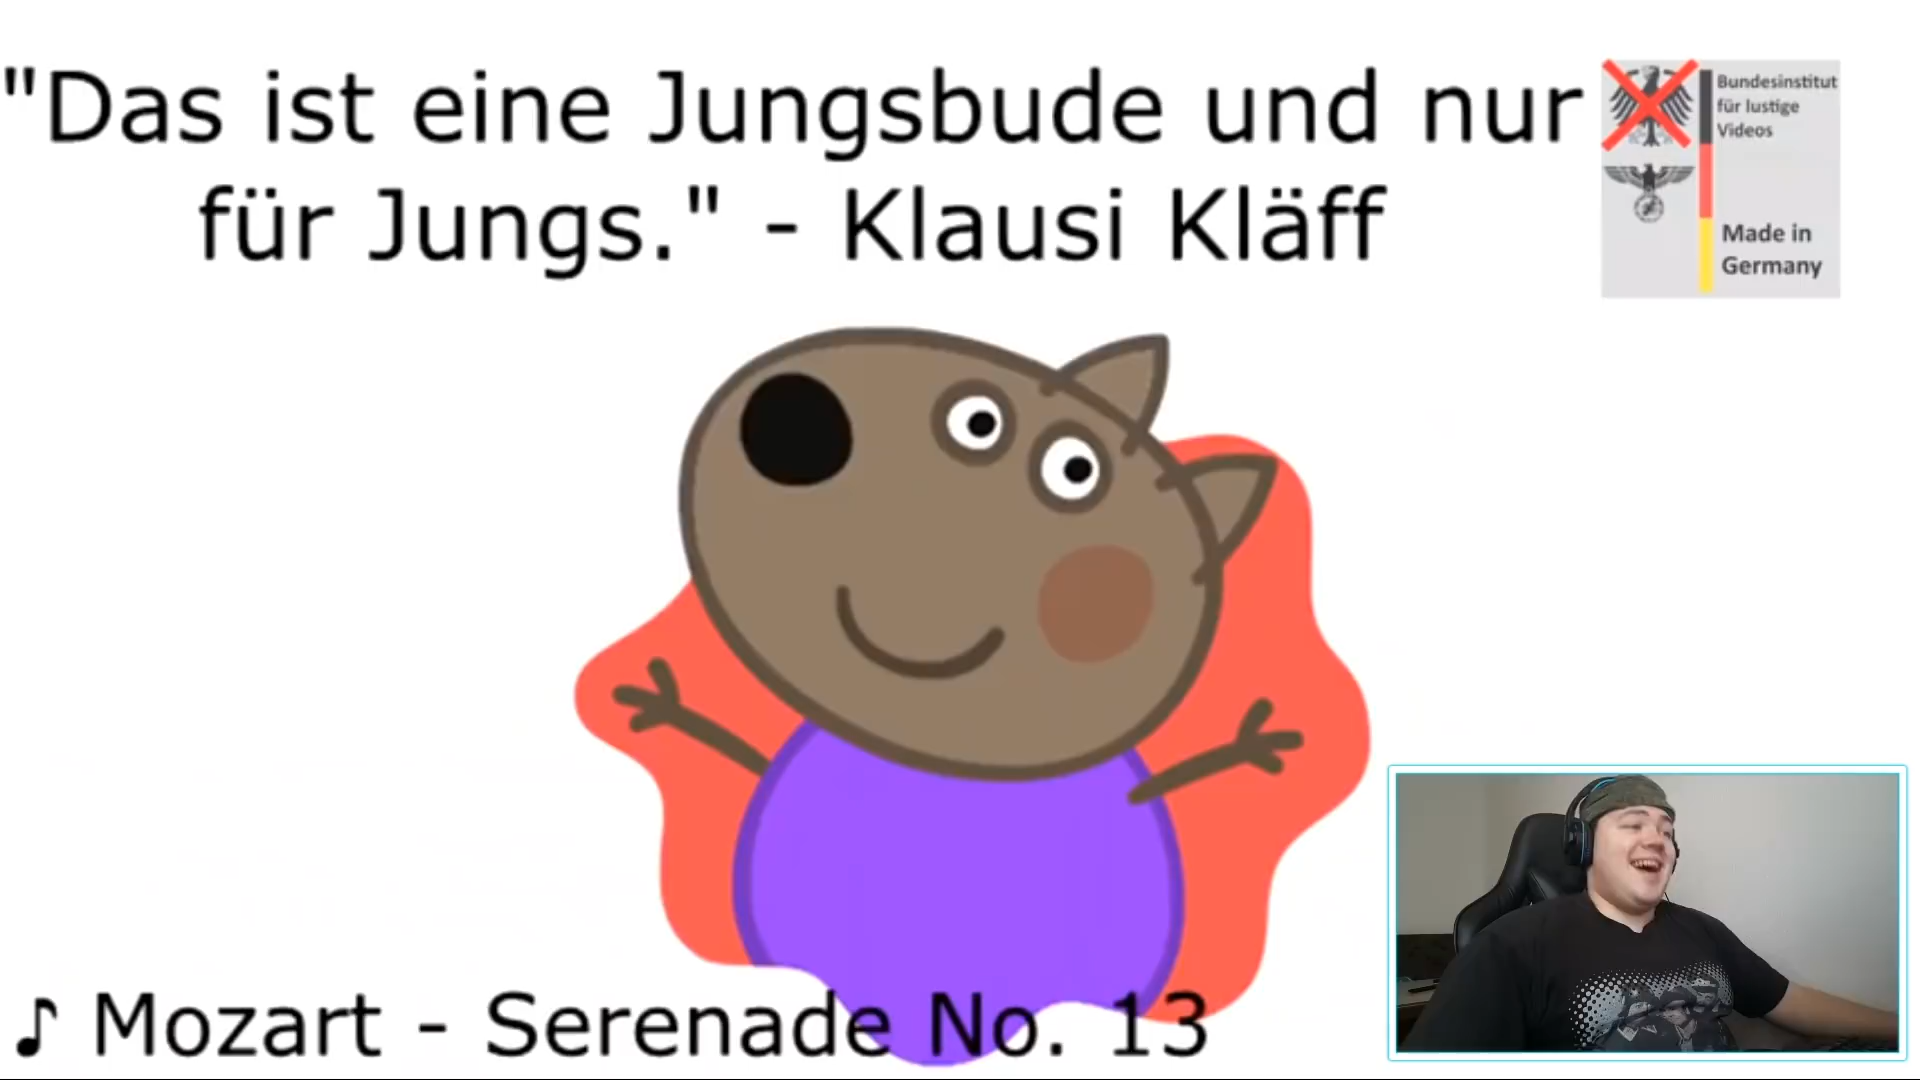 "Das ist eine Jungsbude und nur
für Jungs." - Klausi Kläff
Bundesinstitut
für lustige
Videos
Made in
Germany
♪ Mozart - Serenade No. 13